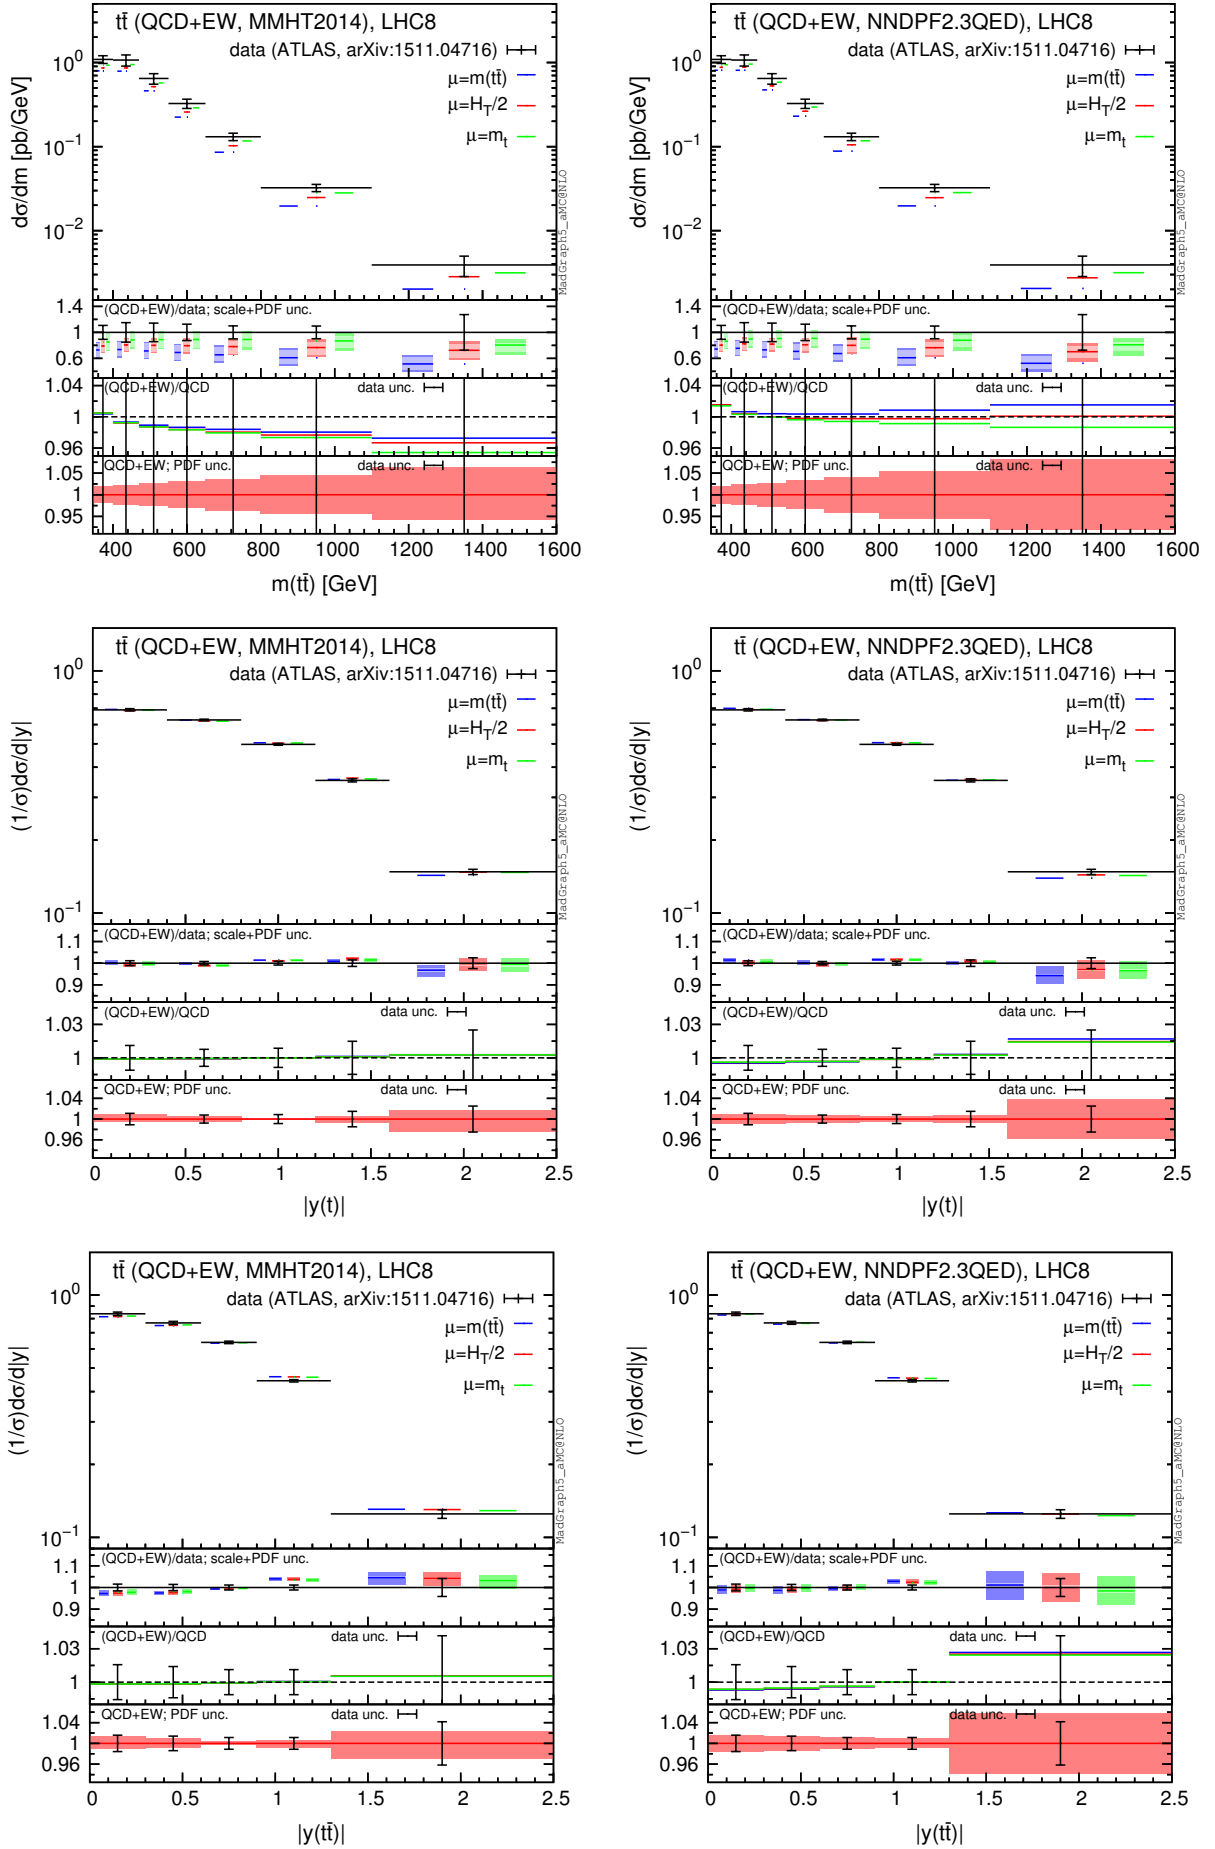 tt̄ (QCD+EW, MMHT2014), LHC8
data (ATLAS, arXiv:1511.04716)
μ=m(tt̄)
μ=H_T/2
μ=m_t
dσ/dm [pb/GeV]
10^0
10^-1
10^-2
MadGraph5_aMC@NLO
(QCD+EW)/data; scale+PDF unc.
1.4
1
0.6
(QCD+EW)/QCD
data unc.
1.04
1
0.96
QCD+EW; PDF unc.
data unc.
1.05
1
0.95
400 600 800 1000 1200 1400 1600
m(tt̄) [GeV]
tt̄ (QCD+EW, NNDPF2.3QED), LHC8
data (ATLAS, arXiv:1511.04716)
μ=m(tt̄)
μ=H_T/2
μ=m_t
dσ/dm [pb/GeV]
10^0
10^-1
10^-2
MadGraph5_aMC@NLO
(QCD+EW)/data; scale+PDF unc.
1.4
1
0.6
(QCD+EW)/QCD
data unc.
1.04
1
0.96
QCD+EW; PDF unc.
data unc.
1.05
1
0.95
400 600 800 1000 1200 1400 1600
m(tt̄) [GeV]
tt̄ (QCD+EW, MMHT2014), LHC8
data (ATLAS, arXiv:1511.04716)
μ=m(tt̄)
μ=H_T/2
μ=m_t
(1/σ)dσ/d|y|
10^0
10^-1
MadGraph5_aMC@NLO
(QCD+EW)/data; scale+PDF unc.
1.1
1
0.9
(QCD+EW)/QCD
data unc.
1.03
1
QCD+EW; PDF unc.
data unc.
1.04
1
0.96
0 0.5 1 1.5 2 2.5
|y(t)|
tt̄ (QCD+EW, NNDPF2.3QED), LHC8
data (ATLAS, arXiv:1511.04716)
μ=m(tt̄)
μ=H_T/2
μ=m_t
(1/σ)dσ/d|y|
10^0
10^-1
MadGraph5_aMC@NLO
(QCD+EW)/data; scale+PDF unc.
1.1
1
0.9
(QCD+EW)/QCD
data unc.
1.03
1
QCD+EW; PDF unc.
data unc.
1.04
1
0.96
0 0.5 1 1.5 2 2.5
|y(t)|
tt̄ (QCD+EW, MMHT2014), LHC8
data (ATLAS, arXiv:1511.04716)
μ=m(tt̄)
μ=H_T/2
μ=m_t
(1/σ)dσ/d|y|
10^0
10^-1
MadGraph5_aMC@NLO
(QCD+EW)/data; scale+PDF unc.
1.1
1
0.9
(QCD+EW)/QCD
data unc.
1.03
1
QCD+EW; PDF unc.
data unc.
1.04
1
0.96
0 0.5 1 1.5 2 2.5
|y(tt̄)|
tt̄ (QCD+EW, NNDPF2.3QED), LHC8
data (ATLAS, arXiv:1511.04716)
μ=m(tt̄)
μ=H_T/2
μ=m_t
(1/σ)dσ/d|y|
10^0
10^-1
MadGraph5_aMC@NLO
(QCD+EW)/data; scale+PDF unc.
1.1
1
0.9
(QCD+EW)/QCD
data unc.
1.03
1
QCD+EW; PDF unc.
data unc.
1.04
1
0.96
0 0.5 1 1.5 2 2.5
|y(tt̄)|